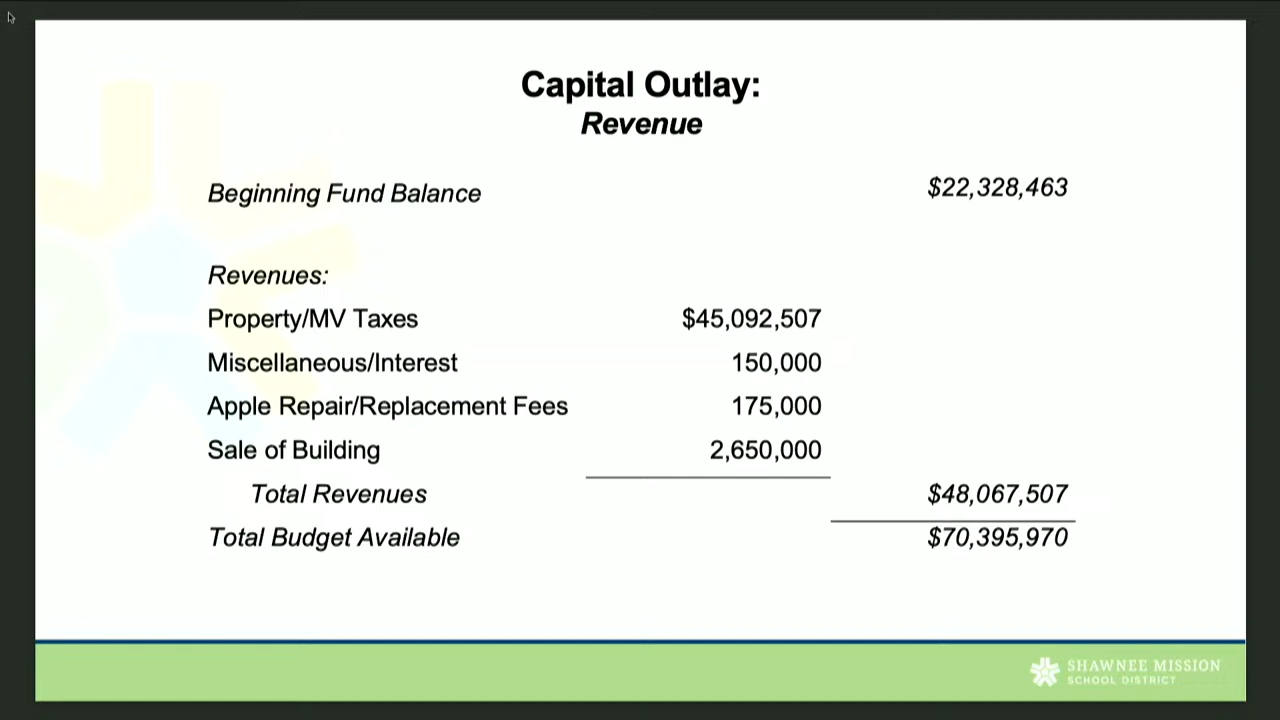 Capital Outlay:
Revenue
Beginning Fund Balance $22,328,463
Revenues:
Property/MV Taxes $45,092,507
Miscellaneous/Interest 150,000
Apple Repair/Replacement Fees 175,000
Sale of Building 2,650,000
Total Revenues $48,067,507
Total Budget Available $70,395,970
SHAWNEE MISSION
SCHOOL DISTRICT